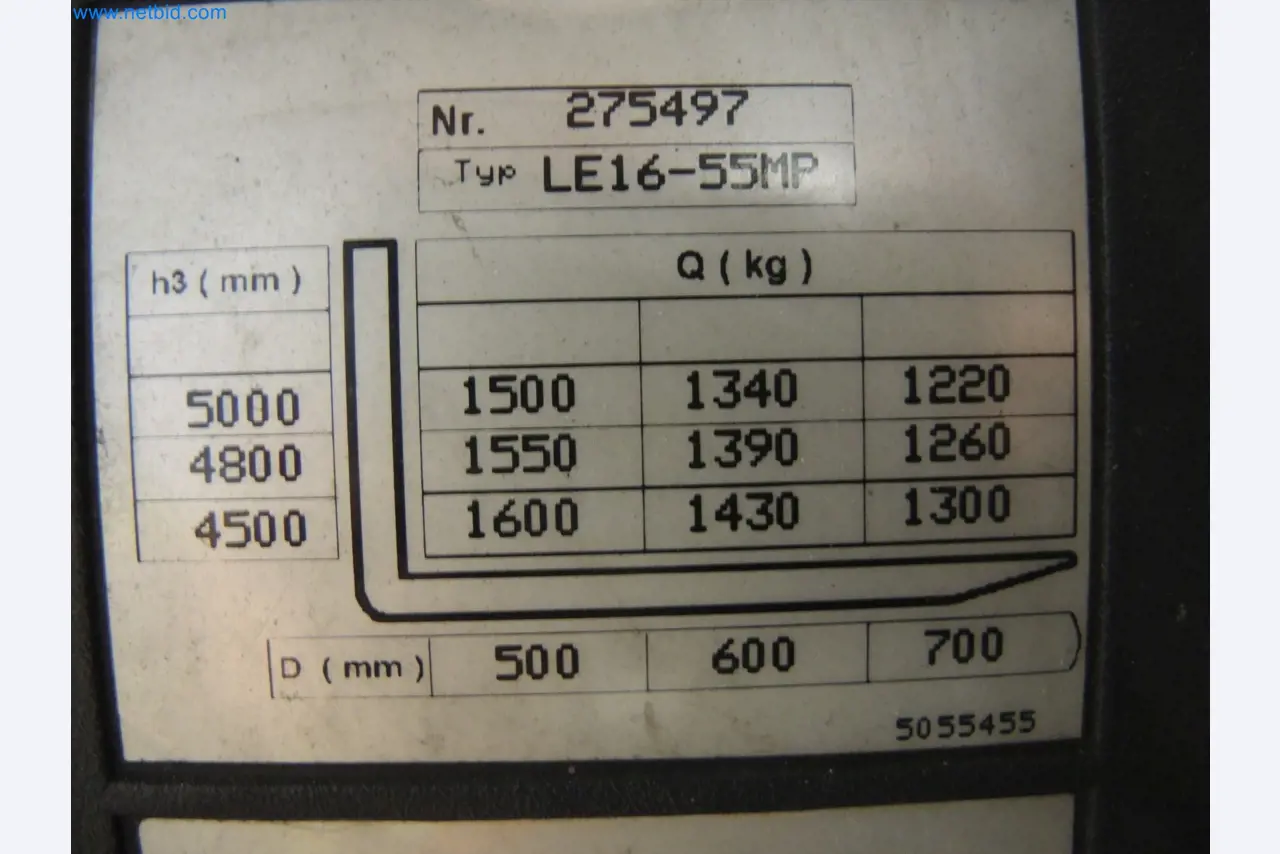 www.netbid.com
Nr. 275497
Typ LE16-55MP
h3 ( mm ) Q ( kg )
5000 1500 1340 1220
4800 1550 1390 1260
4500 1600 1430 1300
D ( mm ) 500 600 700
5055455